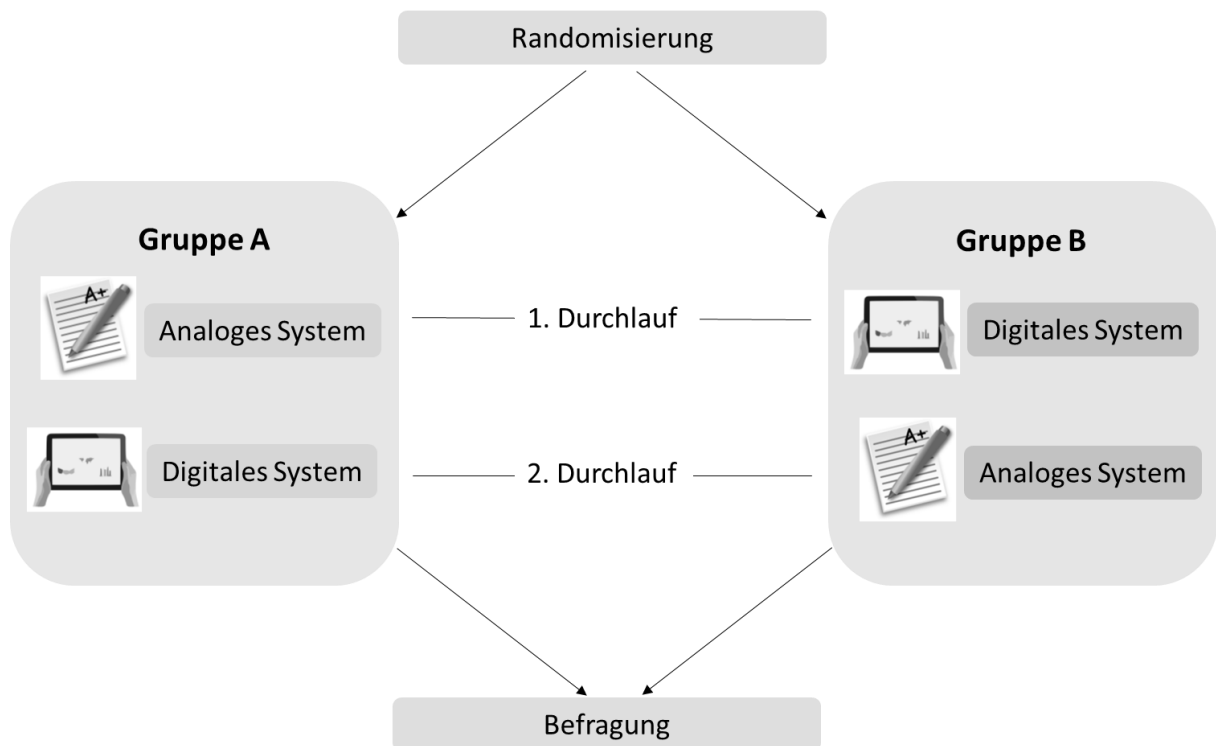 Randomisierung
Gruppe A
A+
Analoges System
Digitales System
1. Durchlauf
2. Durchlauf
Gruppe B
Digitales System
A+
Analoges System
Befragung